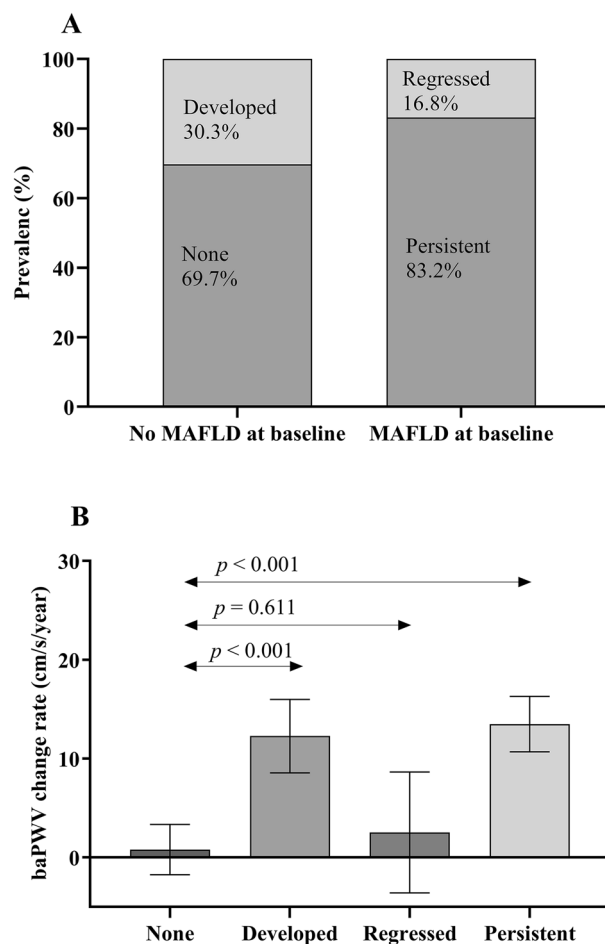 A
Prevalenc (%)
100
80
60
40
20
0
Developed
30.3%
None
69.7%
Regressed
16.8%
Persistent
83.2%
No MAFLD at baseline
MAFLD at baseline
B
baPWV change rate (cm/s/year)
30
20
10
0
p < 0.001
p = 0.611
p < 0.001
None
Developed
Regressed
Persistent